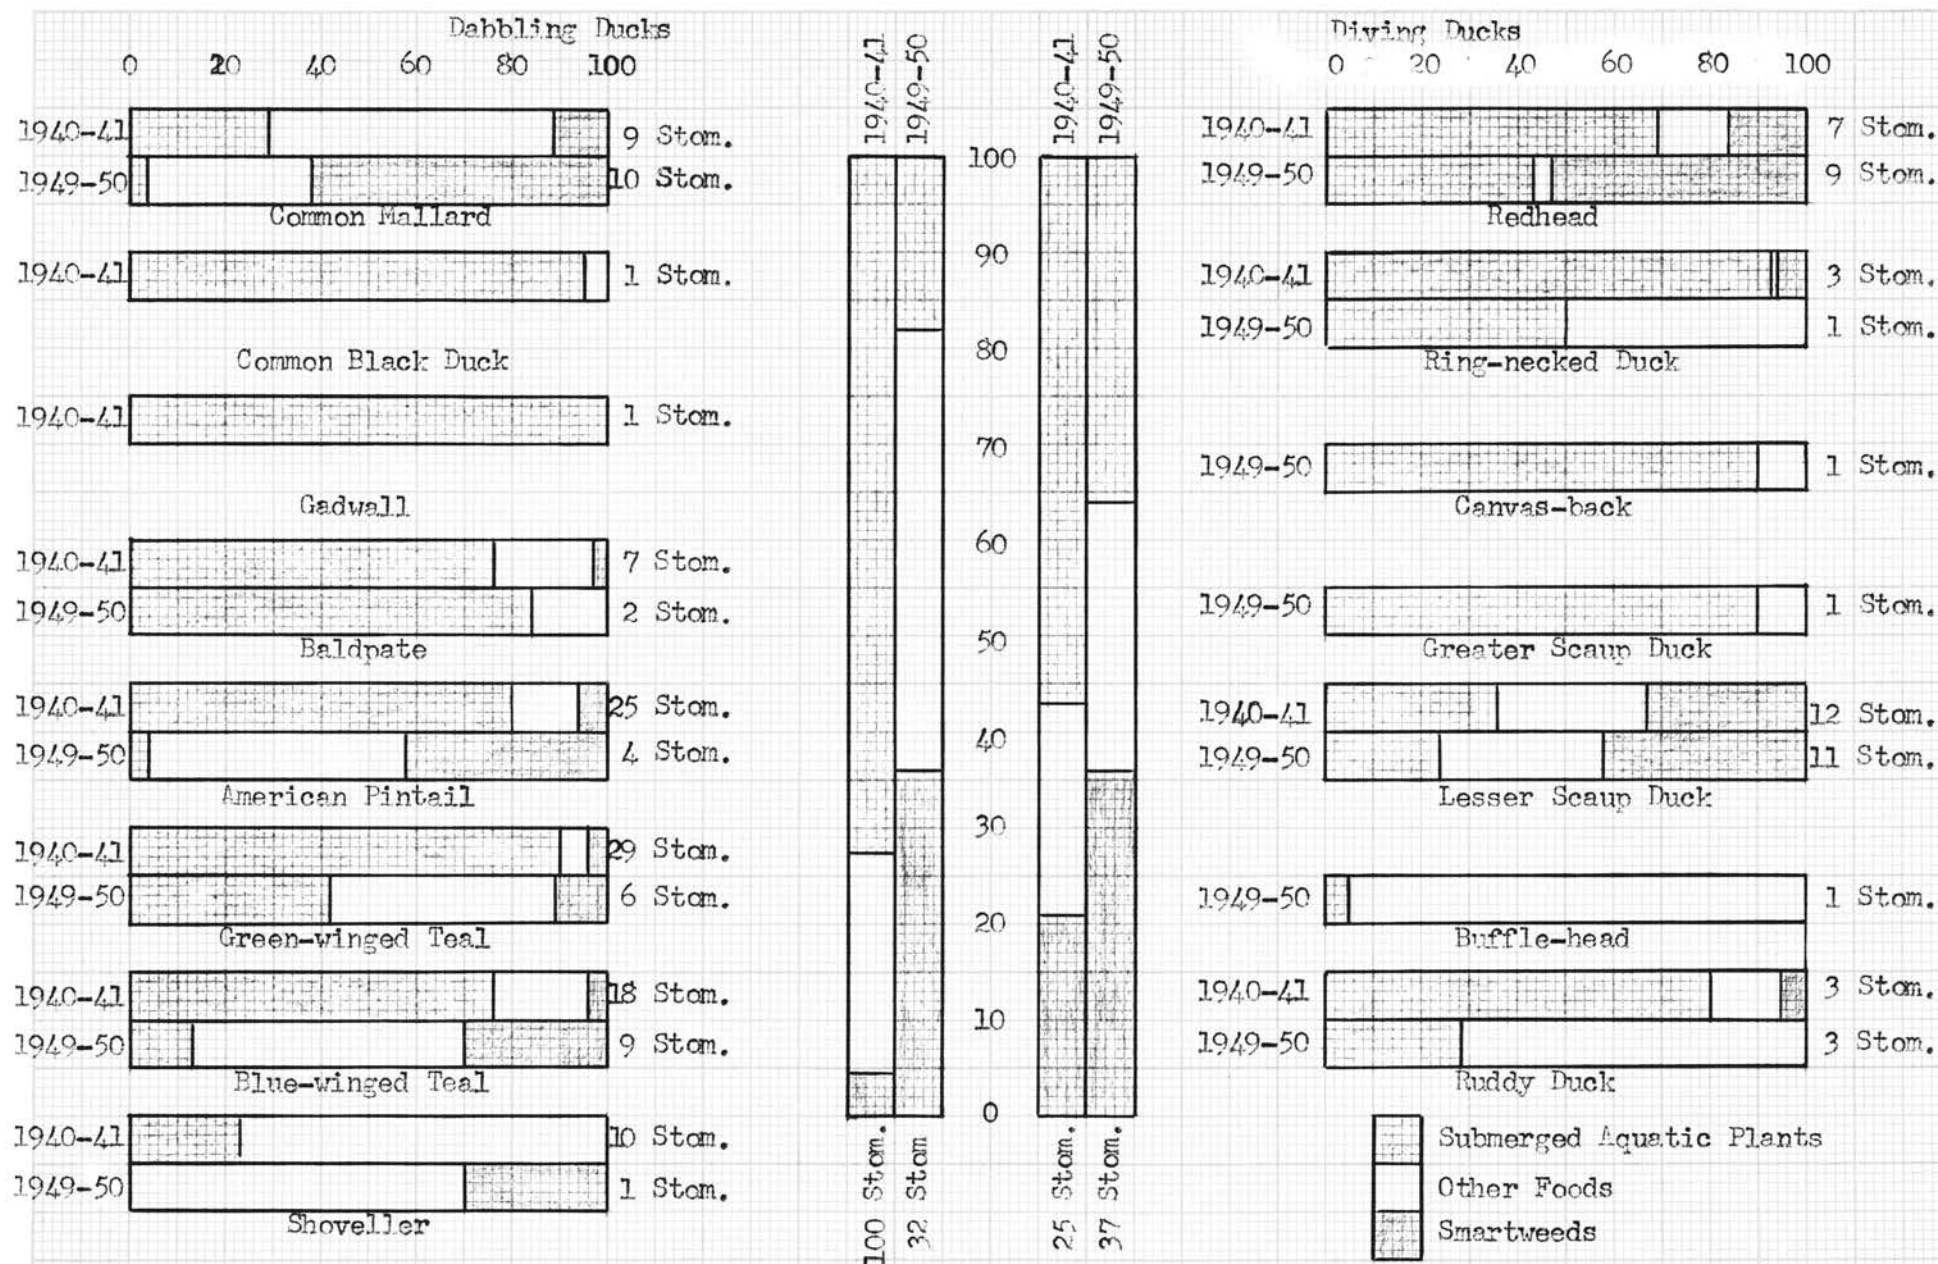 Dabbling Ducks
0 20 40 60 80 100
1940-41 9 Stom.
1949-50 10 Stom.
Common Mallard
1940-41 1 Stom.
Common Black Duck
1940-41 1 Stom.
Gadwall
1940-41 7 Stom.
1949-50 2 Stom.
Baldpate
1940-41 25 Stom.
1949-50 4 Stom.
American Pintail
1940-41 29 Stom.
1949-50 6 Stom.
Green-winged Teal
1940-41 18 Stom.
1949-50 9 Stom.
Blue-winged Teal
1940-41 10 Stom.
1949-50 1 Stom.
Shoveller
1940-41
1949-50
1940-41
1949-50
100
90
80
70
60
50
40
30
20
10
0
100 Stom.
32 Stom
25 Stom.
37 Stom.
Diving Ducks
0 20 40 60 80 100
1940-41 7 Stom.
1949-50 9 Stom.
Redhead
1940-41 3 Stom.
1949-50 1 Stom.
Ring-necked Duck
1949-50 1 Stom.
Canvas-back
1949-50 1 Stom.
Greater Scaup Duck
1940-41 12 Stom.
1949-50 11 Stom.
Lesser Scaup Duck
1949-50 1 Stom.
Buffle-head
1940-41 3 Stom.
1949-50 3 Stom.
Ruddy Duck
Submerged Aquatic Plants
Other Foods
Smartweeds